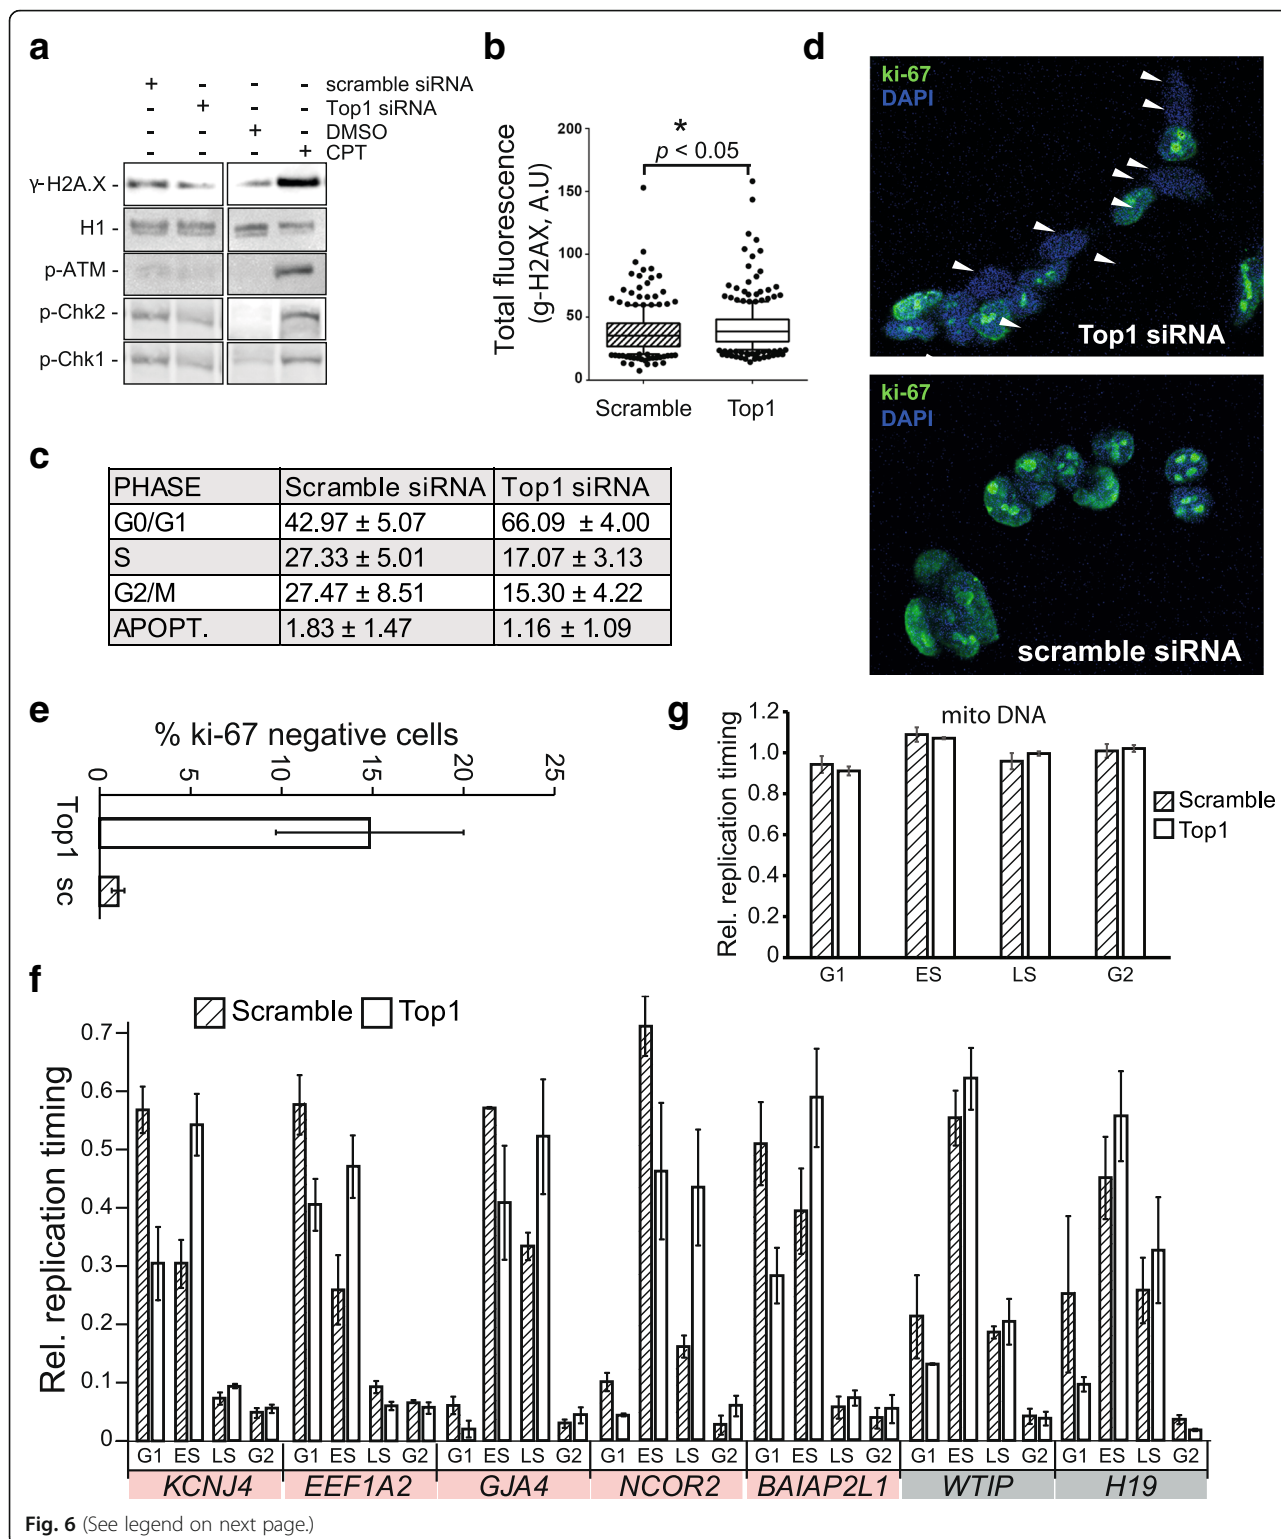 a
+ - - - scramble siRNA
- + - - Top1 siRNA
- - + - DMSO
- - - + CPT
γ-H2A.X -
H1 -
p-ATM -
p-Chk2 -
p-Chk1 -
b
Total fluorescence
(g-H2AX, A.U)
200
150
100
50
0
*
p < 0.05
Scramble
Top1
c
PHASE Scramble siRNA Top1 siRNA
G0/G1 42.97 ± 5.07 66.09 ± 4.00
S 27.33 ± 5.01 17.07 ± 3.13
G2/M 27.47 ± 8.51 15.30 ± 4.22
APOPT. 1.83 ± 1.47 1.16 ± 1.09
d
ki-67
DAPI
Top1 siRNA
ki-67
DAPI
scramble siRNA
e
% ki-67 negative cells
0 5 10 15 20 25
Top1
sc
g
mito DNA
Rel. replication timing
1.2
1.0
0.8
0.6
0.4
0.2
0
G1 ES LS G2
Scramble
Top1
f
Scramble Top1
Rel. replication timing
0.7
0.6
0.5
0.4
0.3
0.2
0.1
0
G1 ES LS G2 G1 ES LS G2 G1 ES LS G2 G1 ES LS G2 G1 ES LS G2 G1 ES LS G2 G1 ES LS G2
KCNJ4 EEF1A2 GJA4 NCOR2 BAIAP2L1 WTIP H19
Fig. 6 (See legend on next page.)